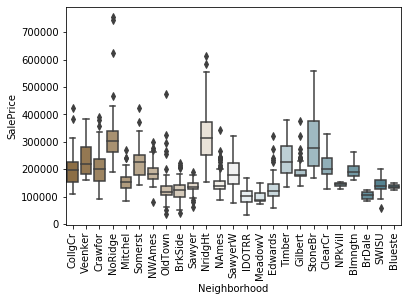 700000
600000
500000
400000
300000
200000
100000
0
SalePrice
CollgCr
Veenker
Crawfor
NoRidge
Mitchel
Somerst
NWAmes
OldTown
BrkSide
Sawyer
NridgHt
NAmes
SawyerW
IDOTRR
MeadowV
Edwards
Timber
Gilbert
StoneBr
ClearCr
NPkVill
Blmngtn
BrDale
SWISU
Blueste
Neighborhood